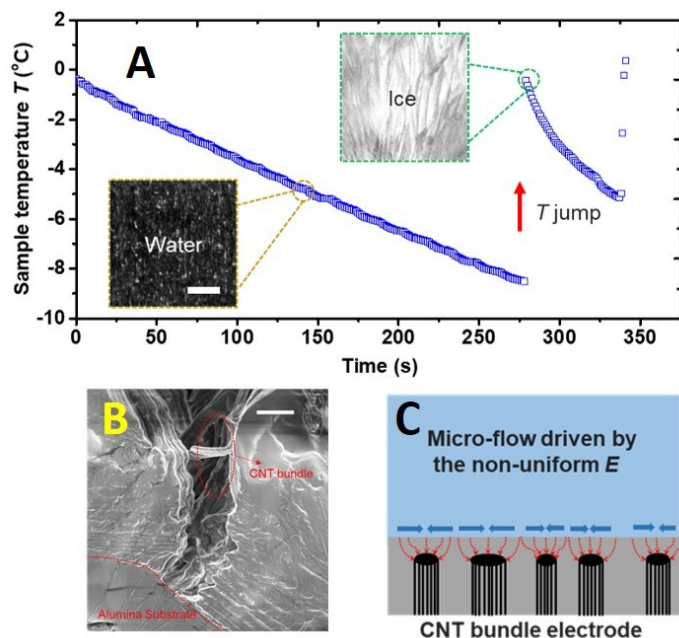 A
Sample temperature T (°C)
0
-2
-4
-6
-8
-10
Water
Ice
T jump
0
50
100
150
200
250
300
350
Time (s)
B
CNT bundle
Alumina Substrate
C
Micro-flow driven by
the non-uniform E
CNT bundle electrode